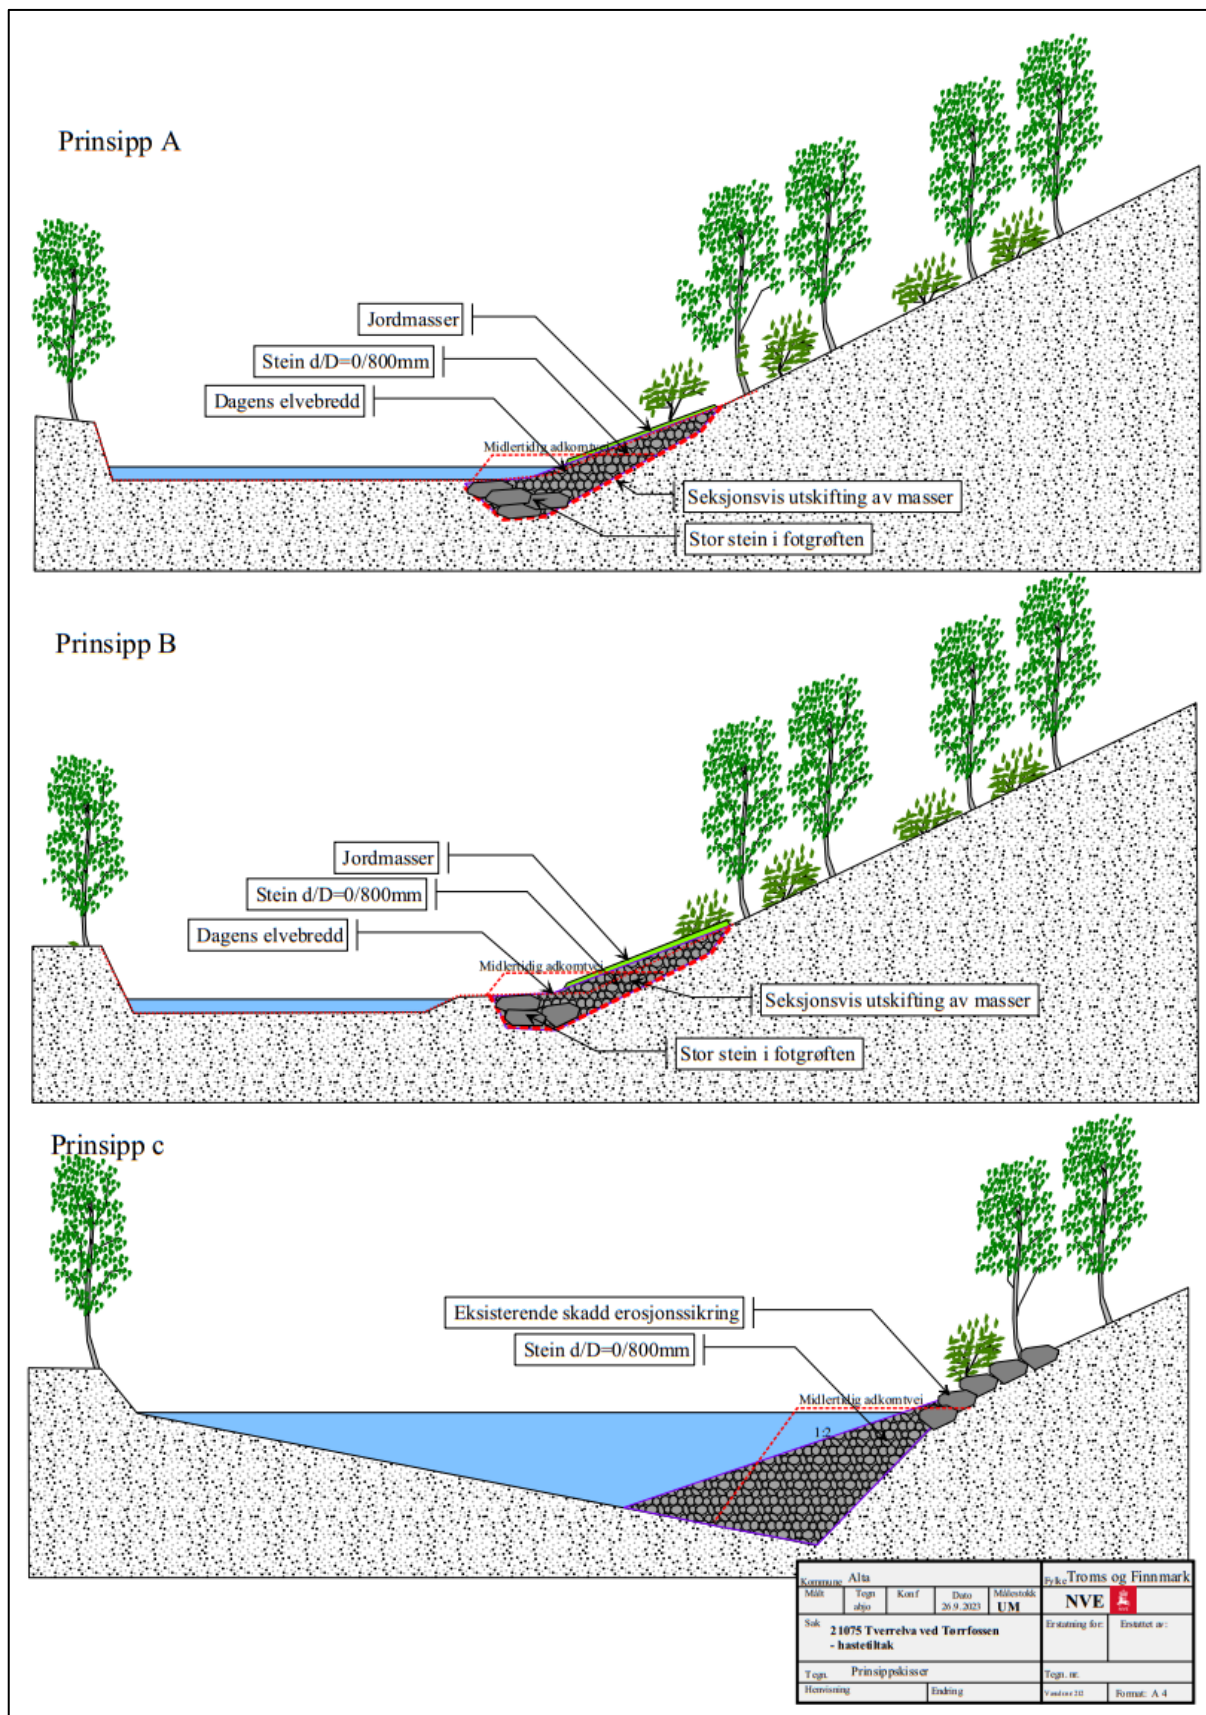 Prinsipp A
Jordmasser
Stein d/D=0/800mm
Dagens elvebredd
Midlertidig adkomtvei
Seksjonsvis utskifting av masser
Stor stein i fotgrøften
Prinsipp B
Jordmasser
Stein d/D=0/800mm
Dagens elvebredd
Midlertidig adkomtvei
Seksjonsvis utskifting av masser
Stor stein i fotgrøften
Prinsipp c
Eksisterende skadd erosjonssikring
Stein d/D=0/800mm
Midlertidig adkomtvei
1:2
Kommune Alta
Fylke Troms og Finnmark
Målt Tegn Konf Dato Målestokk
abjo 26.9.2023 UM
NVE
Sak 21075 Tverrelva ved Tørrfossen
- hastetiltak
Erstatning for: Erstattet av:
Tegn. Prinsippskisser
Tegn. nr.
Henvisning Endring
Format: A 4